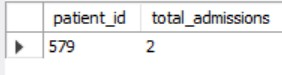 patient_id total_admissions
579 2